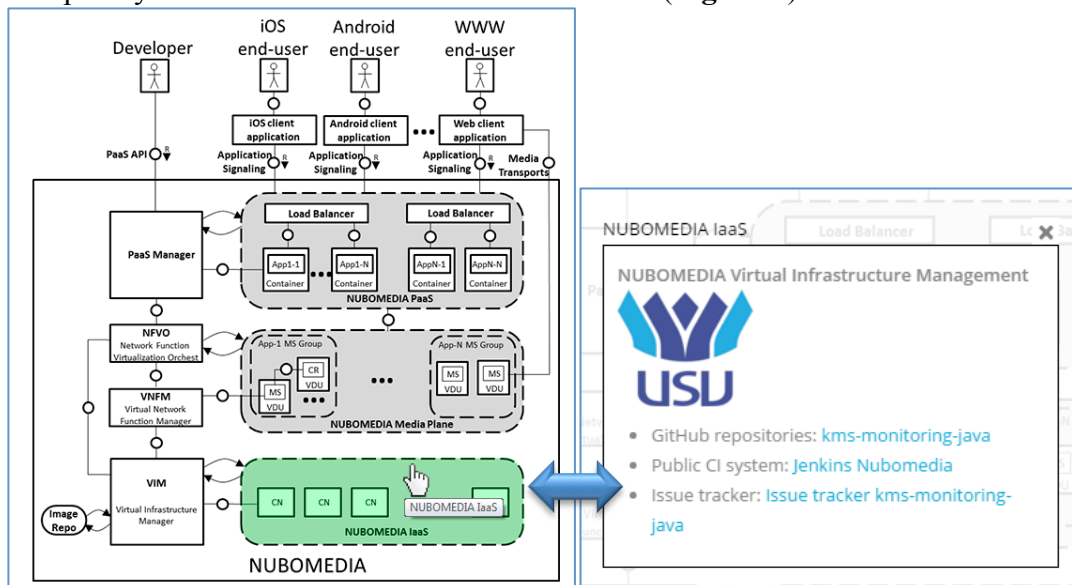 iOS
end-user
Android
end-user
WWW
end-user
Developer
iOS client
application
Android client
application
Web client
application
PaaS API
R
Application
Signaling
R
Application
Signaling
R
Application
Signaling
R
Media
Transports
PaaS Manager
Load Balancer
Load Balancer
App1-1
Container
App1-N
Container
AppN-1
Container
AppN-N
Container
NUBOMEDIA PaaS
NFVO
Network Function
Virtualization Orchest
App-1 MS Group
CR
VDU
MS
VDU
App-N MS Group
MS
VDU
MS
VDU
NUBOMEDIA Media Plane
VNFM
Virtual Network
Function Manager
VIM
Virtual Infrastructure
Manager
Image
Repo
CN
CN
CN
NUBOMEDIA IaaS
NUBOMEDIA IaaS
NUBOMEDIA
NUBOMEDIA IaaS
Load Balancer
NUBOMEDIA Virtual Infrastructure Management
USV
• GitHub repositories: kms-monitoring-java
• Public CI system: Jenkins Nubomedia
• Issue tracker: Issue tracker kms-monitoring-
java